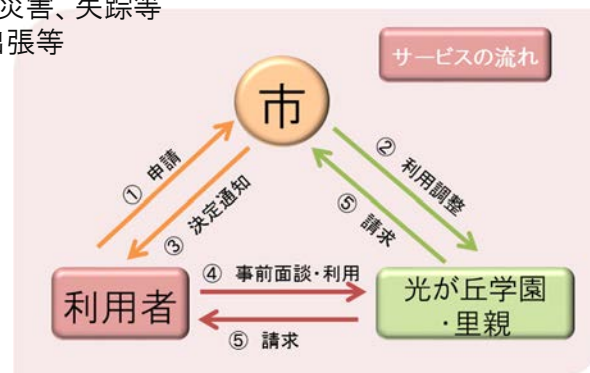 災害、失踪等
出張等
サービスの流れ
市
① 申請
② 利用調整
③ 決定通知
⑤ 請求
利用者
④ 事前面談・利用
光が丘学園
・里親
⑤ 請求